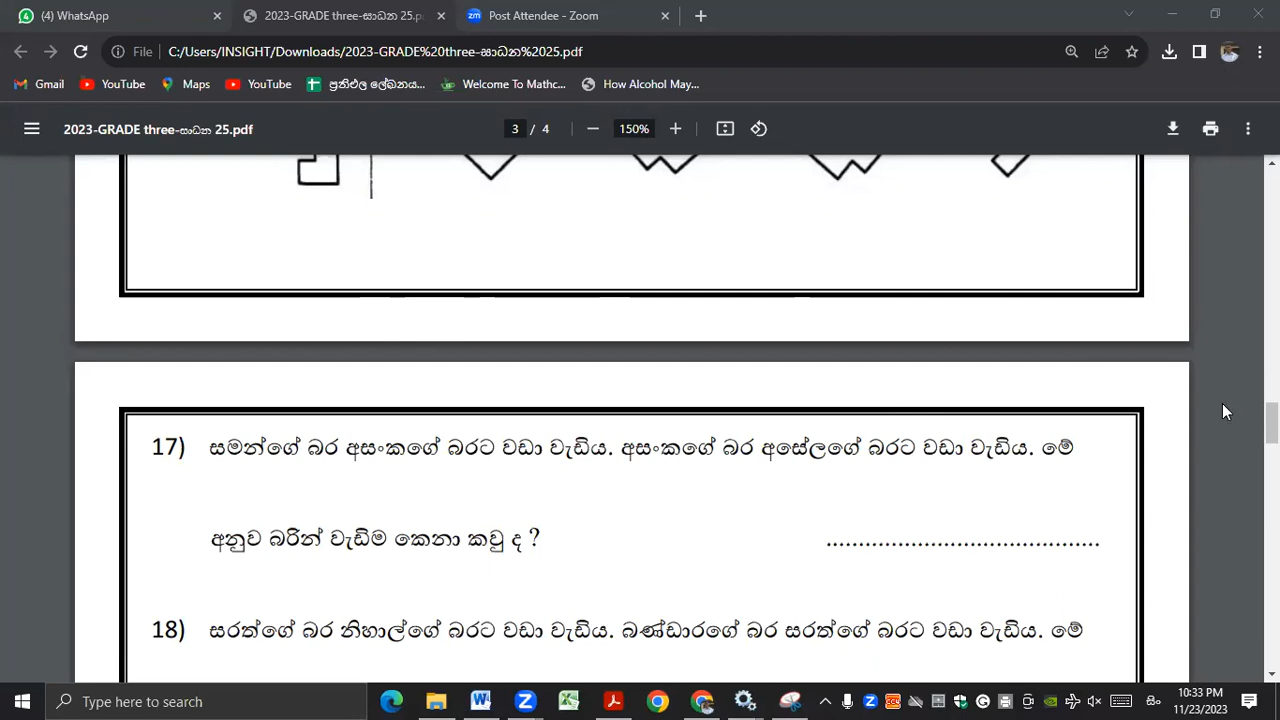 (4) WhatsApp
2023-GRADE three-සාධන 25.p
Post Attendee - Zoom
File
C:/Users/INSIGHT/Downloads/2023-GRADE%20three-සාධන%2025.pdf
Gmail
YouTube
Maps
YouTube
ප්‍රතිඵල ලේඛනය...
Welcome To Mathc...
How Alcohol May...
2023-GRADE three-සාධන 25.pdf
3 / 4
150%
17) සමන්ගේ බර අසංකගේ බරට වඩා වැඩිය. අසංකගේ බර අසේලගේ බරට වඩා වැඩිය. මේ
අනුව බරින් වැඩිම කෙනා කවු ද ? ..........................................
18) සරත්ගේ බර නිහාල්ගේ බරට වඩා වැඩිය. බණ්ඩාරගේ බර සරත්ගේ බරට වඩා වැඩිය. මේ
Type here to search
සිං
10:33 PM
11/23/2023